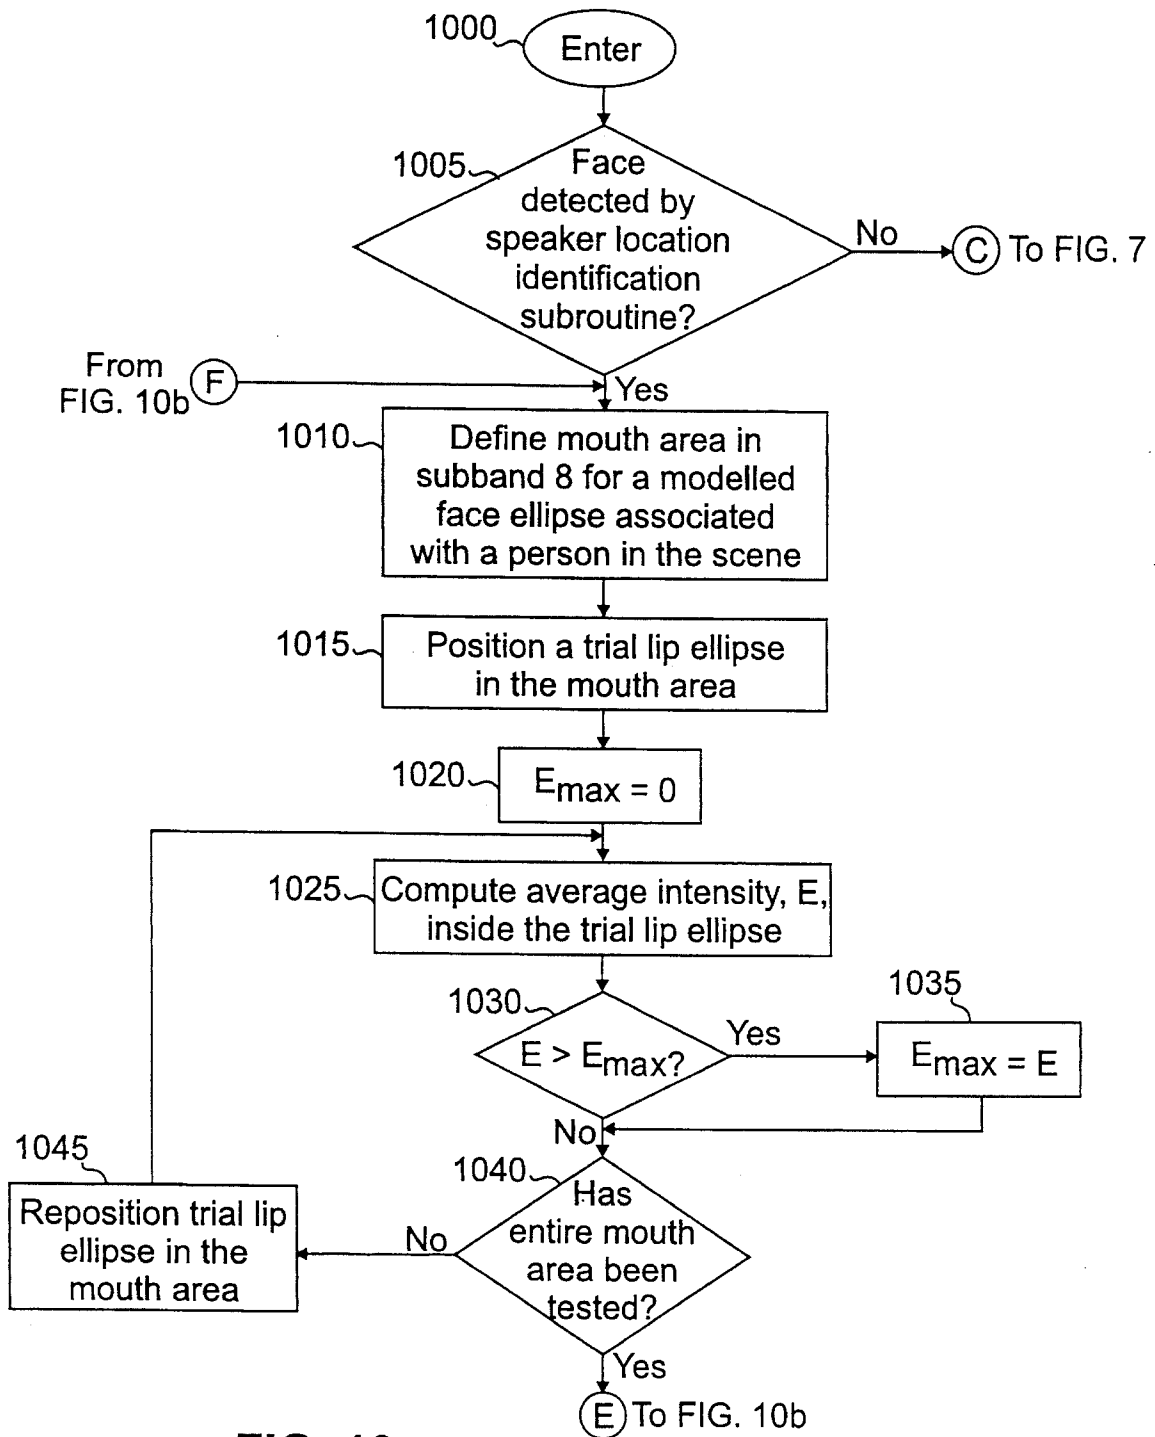 1000
Enter
1005
Face
detected by
speaker location
identification
subroutine?
No
C To FIG. 7
From
FIG. 10b
F
Yes
1010
Define mouth area in
subband 8 for a modelled
face ellipse associated
with a person in the scene
1015
Position a trial lip ellipse
in the mouth area
1020
Emax = 0
1025
Compute average intensity, E,
inside the trial lip ellipse
1030
E > Emax?
Yes
1035
Emax = E
No
1040
Has
entire mouth
area been
tested?
No
1045
Reposition trial lip
ellipse in the
mouth area
Yes
E To FIG. 10b